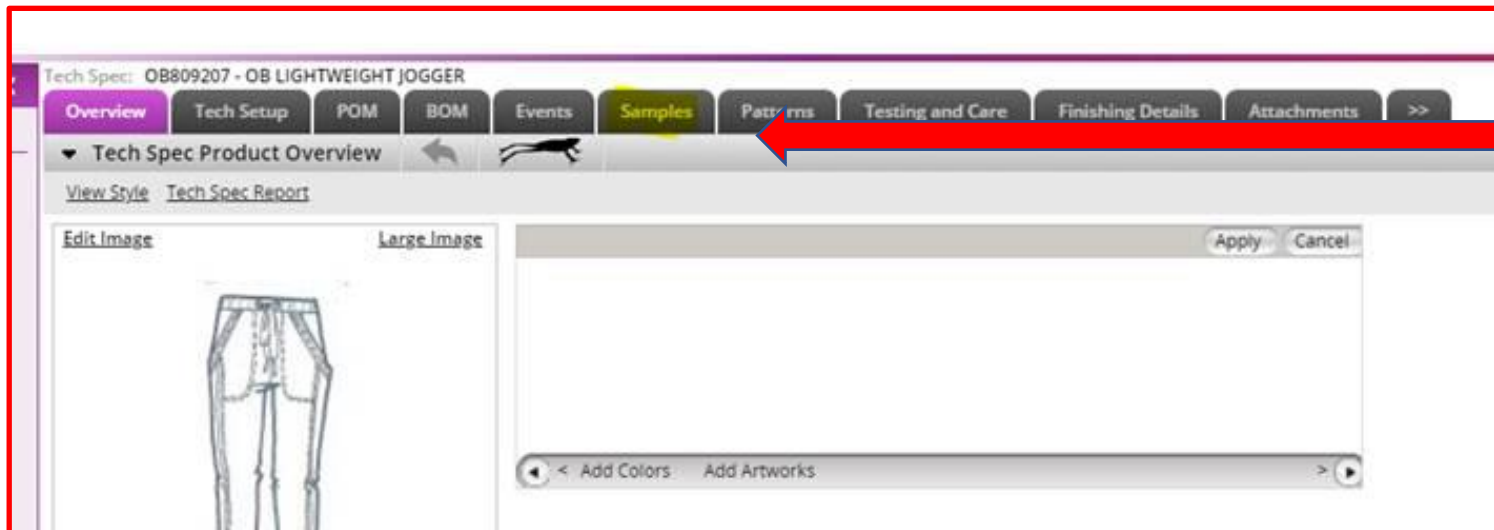 Tech Spec: OB809207 - OB LIGHTWEIGHT JOGGER
Overview Tech Setup POM BOM Events Samples Patterns Testing and Care Finishing Details Attachments >>
Tech Spec Product Overview
View Style Tech Spec Report
Edit Image Large Image Apply Cancel
< Add Colors Add Artworks >